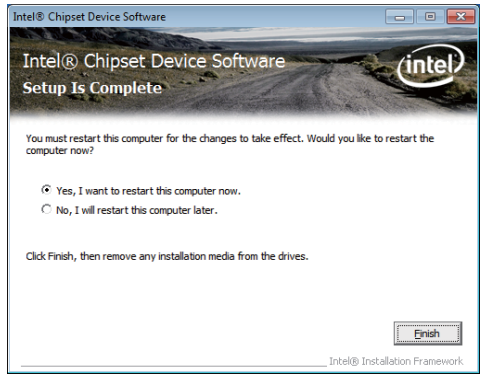 Intel® Chipset Device Software
Intel® Chipset Device Software
intel
Setup Is Complete
You must restart this computer for the changes to take effect. Would you like to restart the
computer now?
Yes, I want to restart this computer now.
No, I will restart this computer later.
Click Finish, then remove any installation media from the drives.
Finish
Intel® Installation Framework